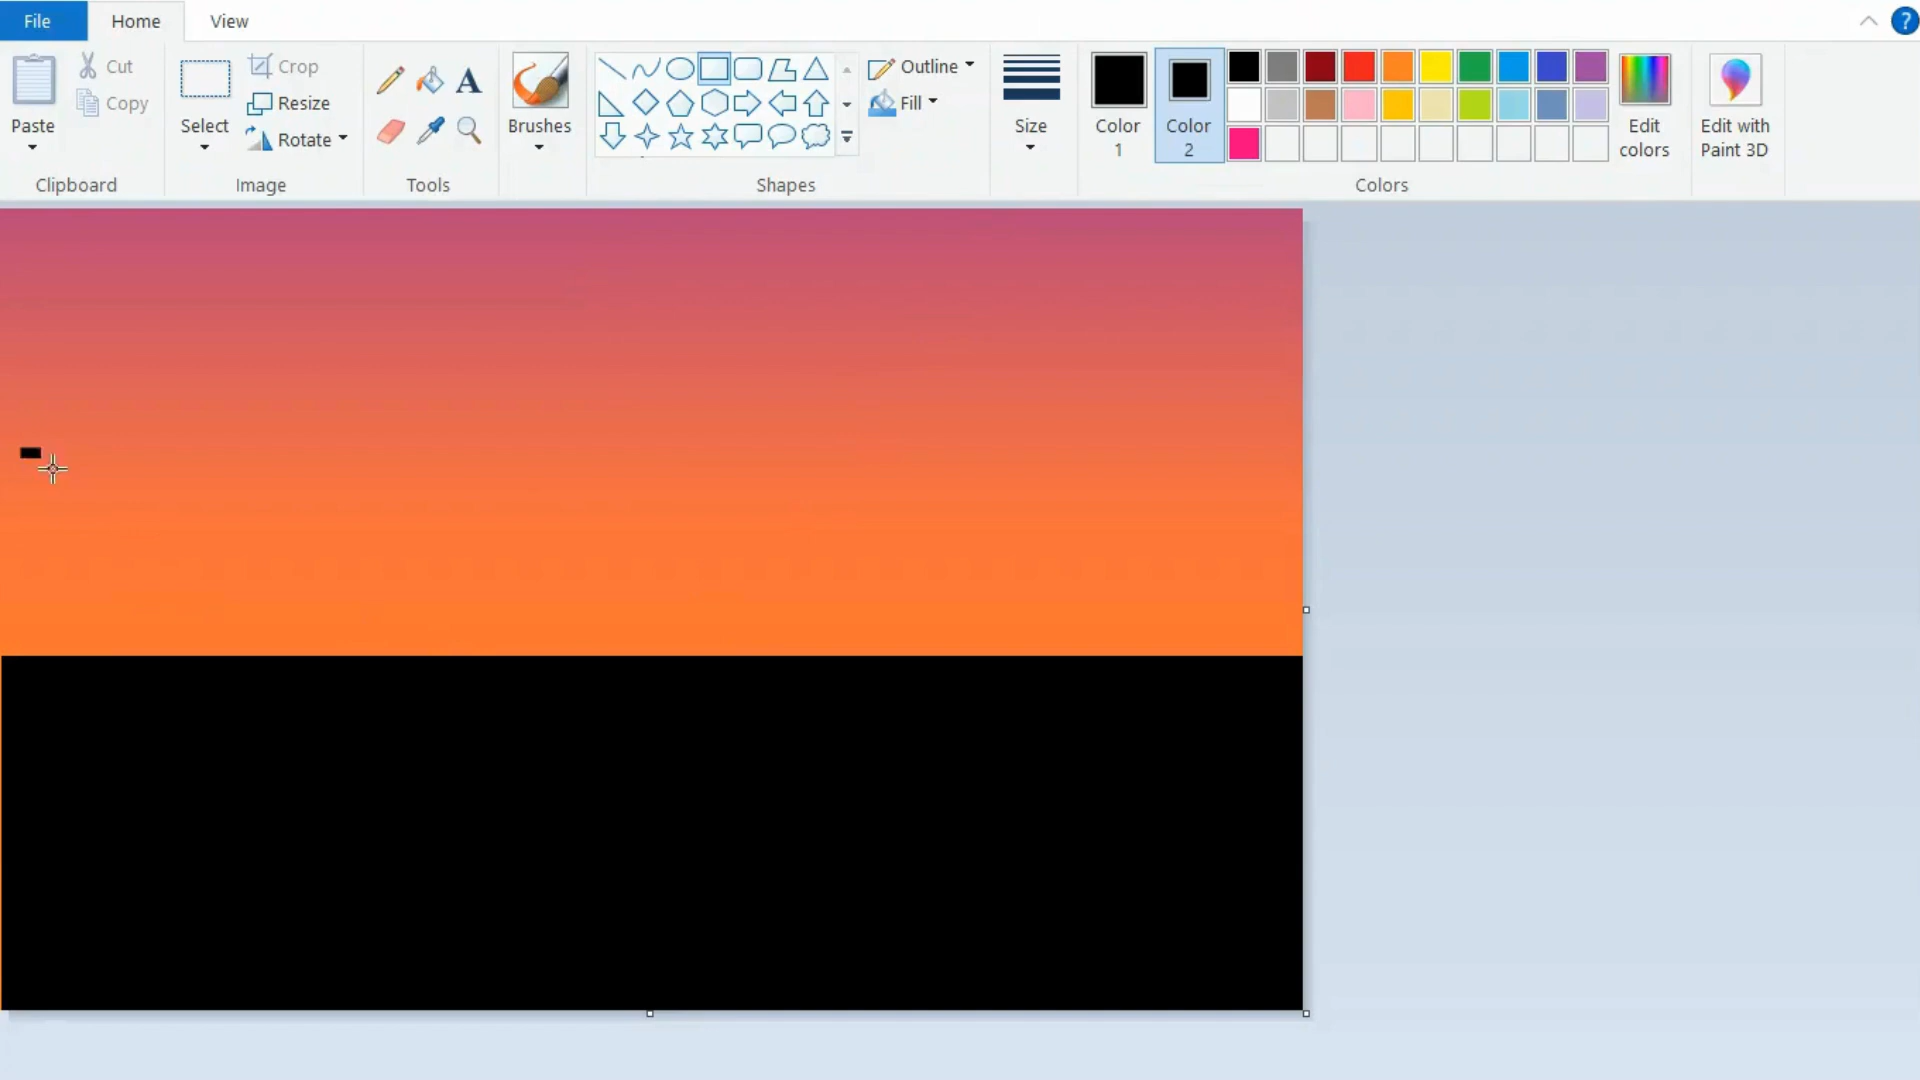 File Home View ?
Paste
Cut
Copy
Clipboard
Select
Crop
Resize
Rotate
Image
A
Tools
Brushes
Shapes
Outline
Fill
Size
Color
1
Color
2
Edit
colors
Colors
Edit with
Paint 3D